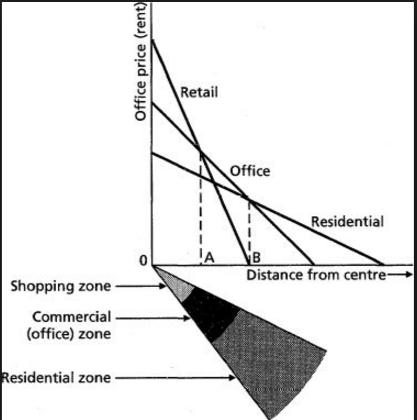 Office price (rent)
Retail
Office
Residential
0
A
B
Distance from centre
Shopping zone
Commercial
(office) zone
Residential zone